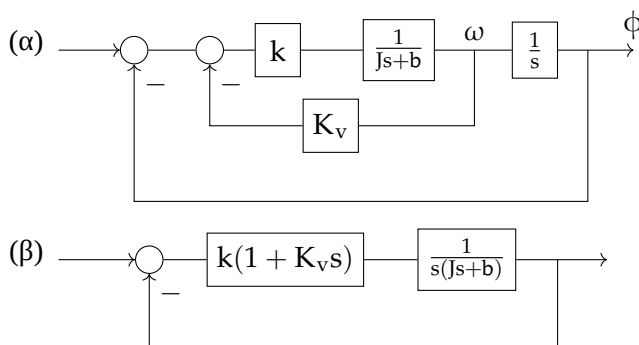 (α) − − k 1/(Js+b) ω 1/s ϕ
K_v
(β) − k(1 + K_v s) 1/(s(Js+b))